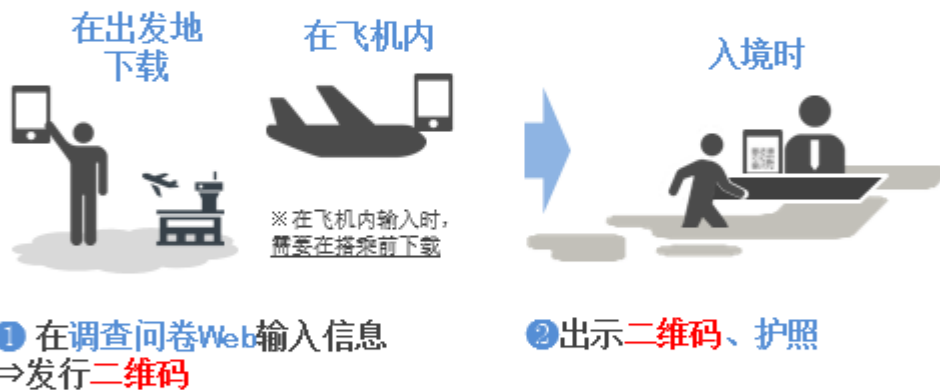 在出发地
下载
在飞机内
※在飞机内输入时，
需要在搭乘前下载
入境时
❶ 在调查问卷Web输入信息
⇒发行二维码
❷出示二维码、护照